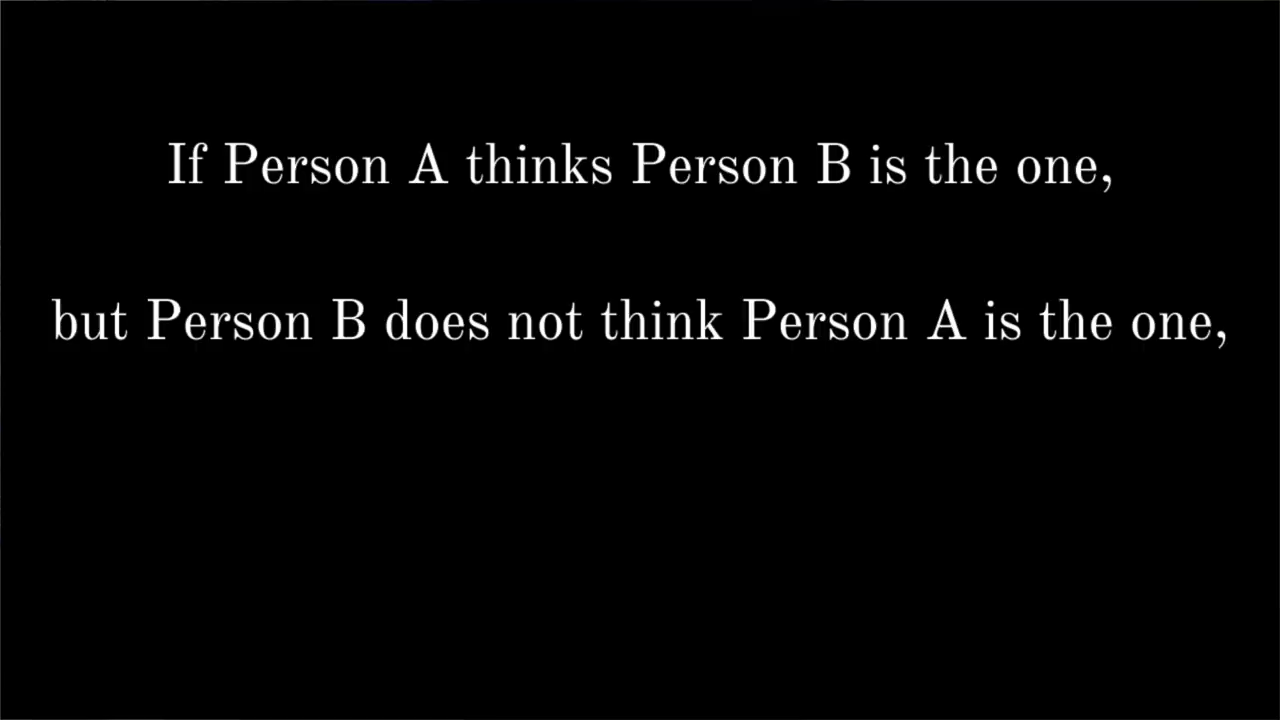 If Person A thinks Person B is the one,
but Person B does not think Person A is the one,